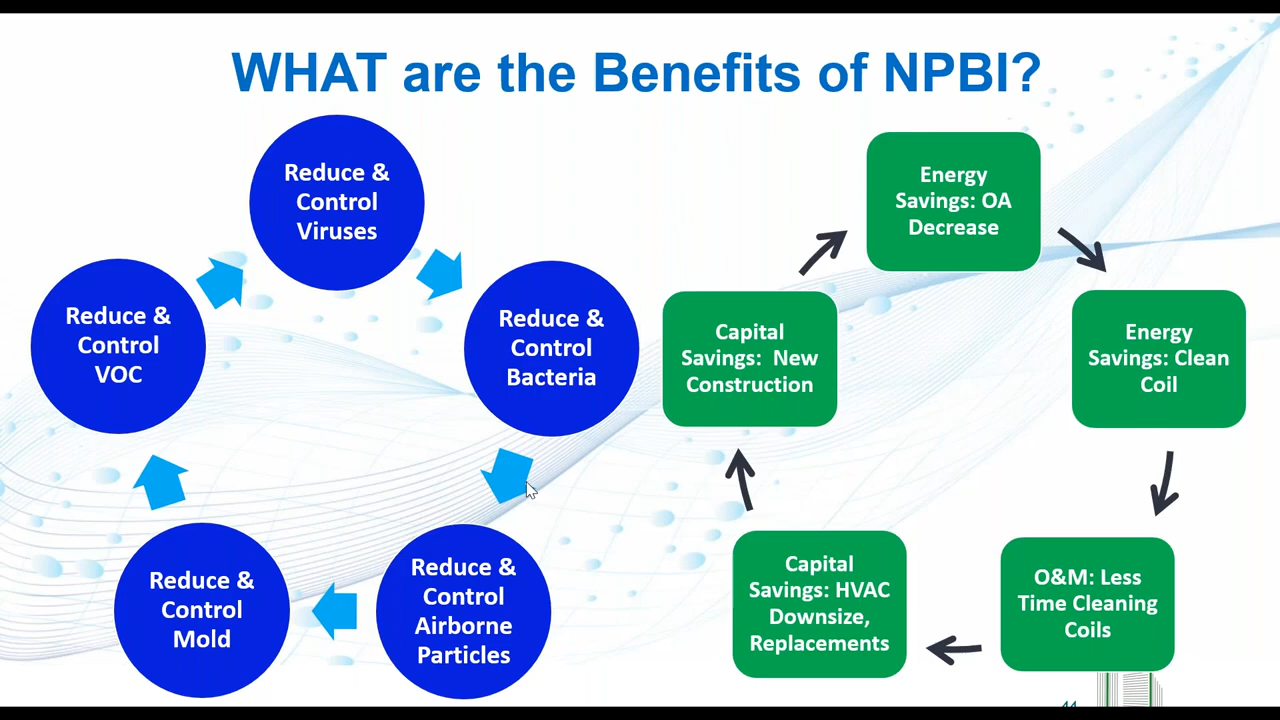 WHAT are the Benefits of NPBI?
Reduce &
Control
Viruses
Reduce &
Control
Bacteria
Reduce &
Control
Airborne
Particles
Reduce &
Control
Mold
Reduce &
Control
VOC
Energy
Savings: OA
Decrease
Energy
Savings: Clean
Coil
O&M: Less
Time Cleaning
Coils
Capital
Savings: HVAC
Downsize,
Replacements
Capital
Savings: New
Construction